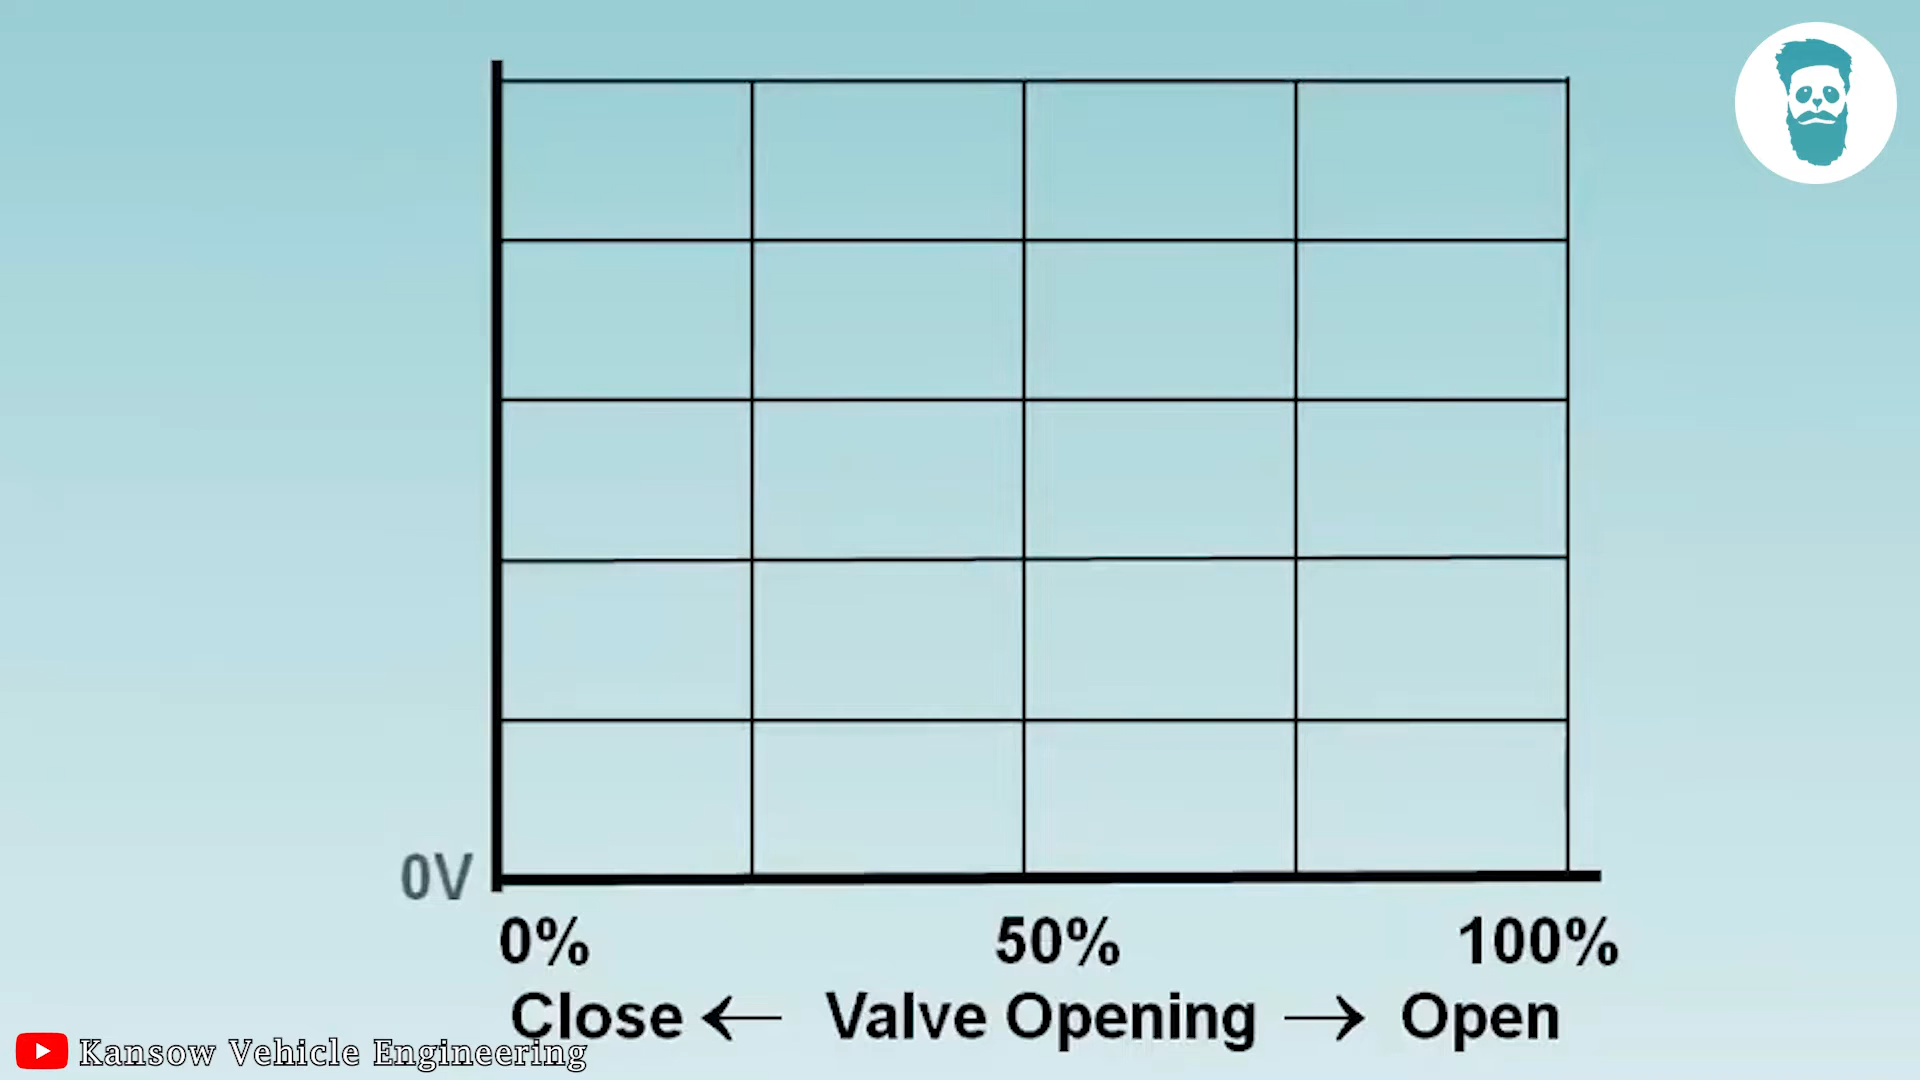 0V
0% 50% 100%
Close ← Valve Opening → Open
Kansow Vehicle Engineering